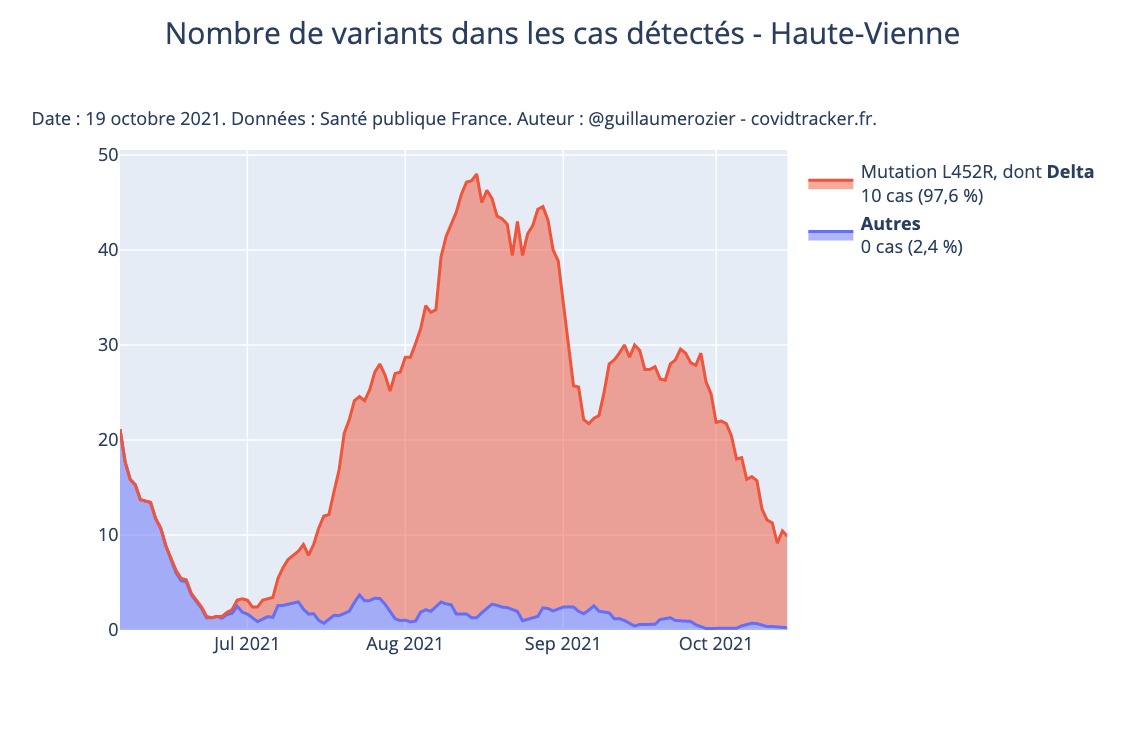 Nombre de variants dans les cas détectés - Haute-Vienne
Date : 19 octobre 2021. Données : Santé publique France. Auteur : @guillaumerozier - covidtracker.fr.
50
40
30
20
10
0
Jul 2021
Aug 2021
Sep 2021
Oct 2021
Mutation L452R, dont Delta
10 cas (97,6 %)
Autres
0 cas (2,4 %)